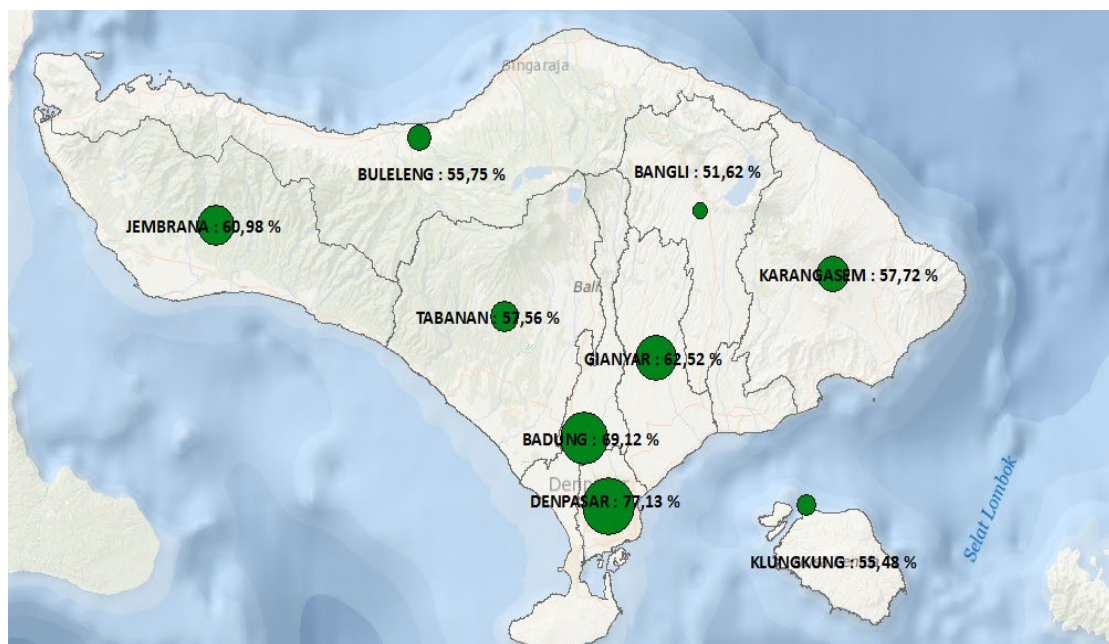 Singaraja
BULELENG : 55,75 %
BANGLI : 51,62 %
JEMBRANA : 60,98 %
KARANGASEM : 57,72 %
Bali
TABANAN : 57,56 %
GIANYAR : 62,52 %
BADUNG : 69,12 %
Denpasar
DENPASAR : 77,13 %
Selat Lombok
KLUNGKUNG : 55,48 %